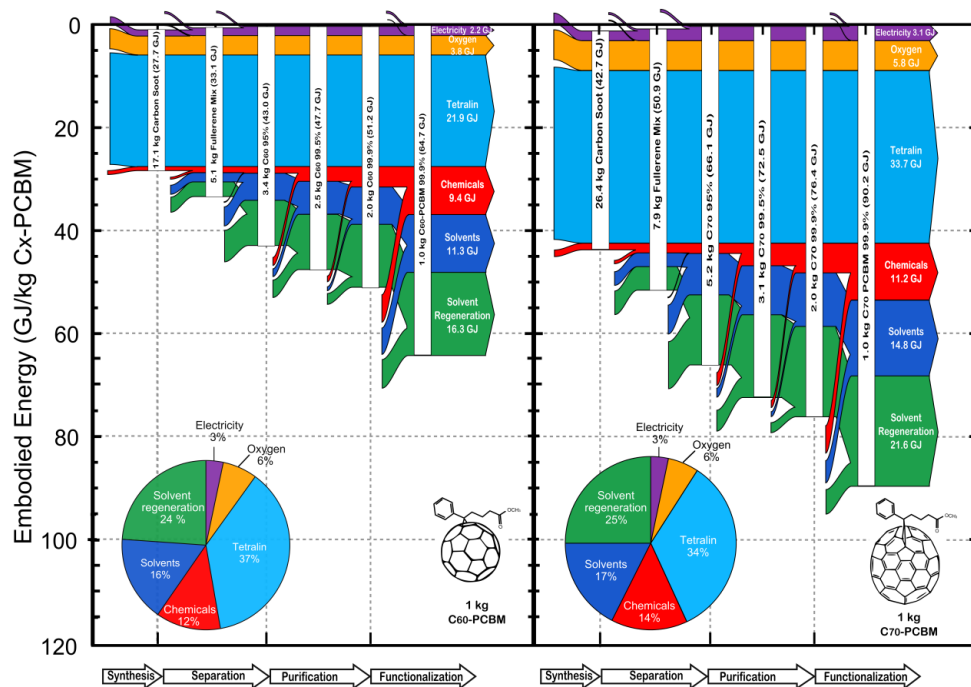 Embodied Energy (GJ/kg Cx-PCBM)
0
20
40
60
80
100
120
17.1 kg Carbon Soot (27.7 GJ)
5.1 kg Fullerene Mix (33.1 GJ)
3.4 kg C60 95% (43.0 GJ)
2.5 kg C60 99.5% (47.7 GJ)
2.0 kg C60 99.9% (51.2 GJ)
1.0 kg C60-PCBM 99.9% (64.7 GJ)
Electricity 2.2 GJ
Oxygen
3.8 GJ
Tetralin
21.9 GJ
Chemicals
9.4 GJ
Solvents
11.3 GJ
Solvent
Regeneration
16.3 GJ
Electricity
3%
Oxygen
6%
Tetralin
37%
Chemicals
12%
Solvents
16%
Solvent
regeneration
24 %
OCH₃
O
1 kg
C60-PCBM
Synthesis
Separation
Purification
Functionalization
26.4 kg Carbon Soot (42.7 GJ)
7.9 kg Fullerene Mix (50.9 GJ)
5.2 kg C70 95% (66.1 GJ)
3.1 kg C70 99.5% (72.5 GJ)
2.0 kg C70 99.9% (76.4 GJ)
1.0 kg C70 PCBM 99.9% (90.2 GJ)
Electricity 3.1 GJ
Oxygen
5.8 GJ
Tetralin
33.7 GJ
Chemicals
11.2 GJ
Solvents
14.8 GJ
Solvent
Regeneration
21.6 GJ
Electricity
3%
Oxygen
6%
Tetralin
34%
Chemicals
14%
Solvents
17%
Solvent
regeneration
25%
OCH₃
O
1 kg
C70-PCBM
Synthesis
Separation
Purification
Functionalization